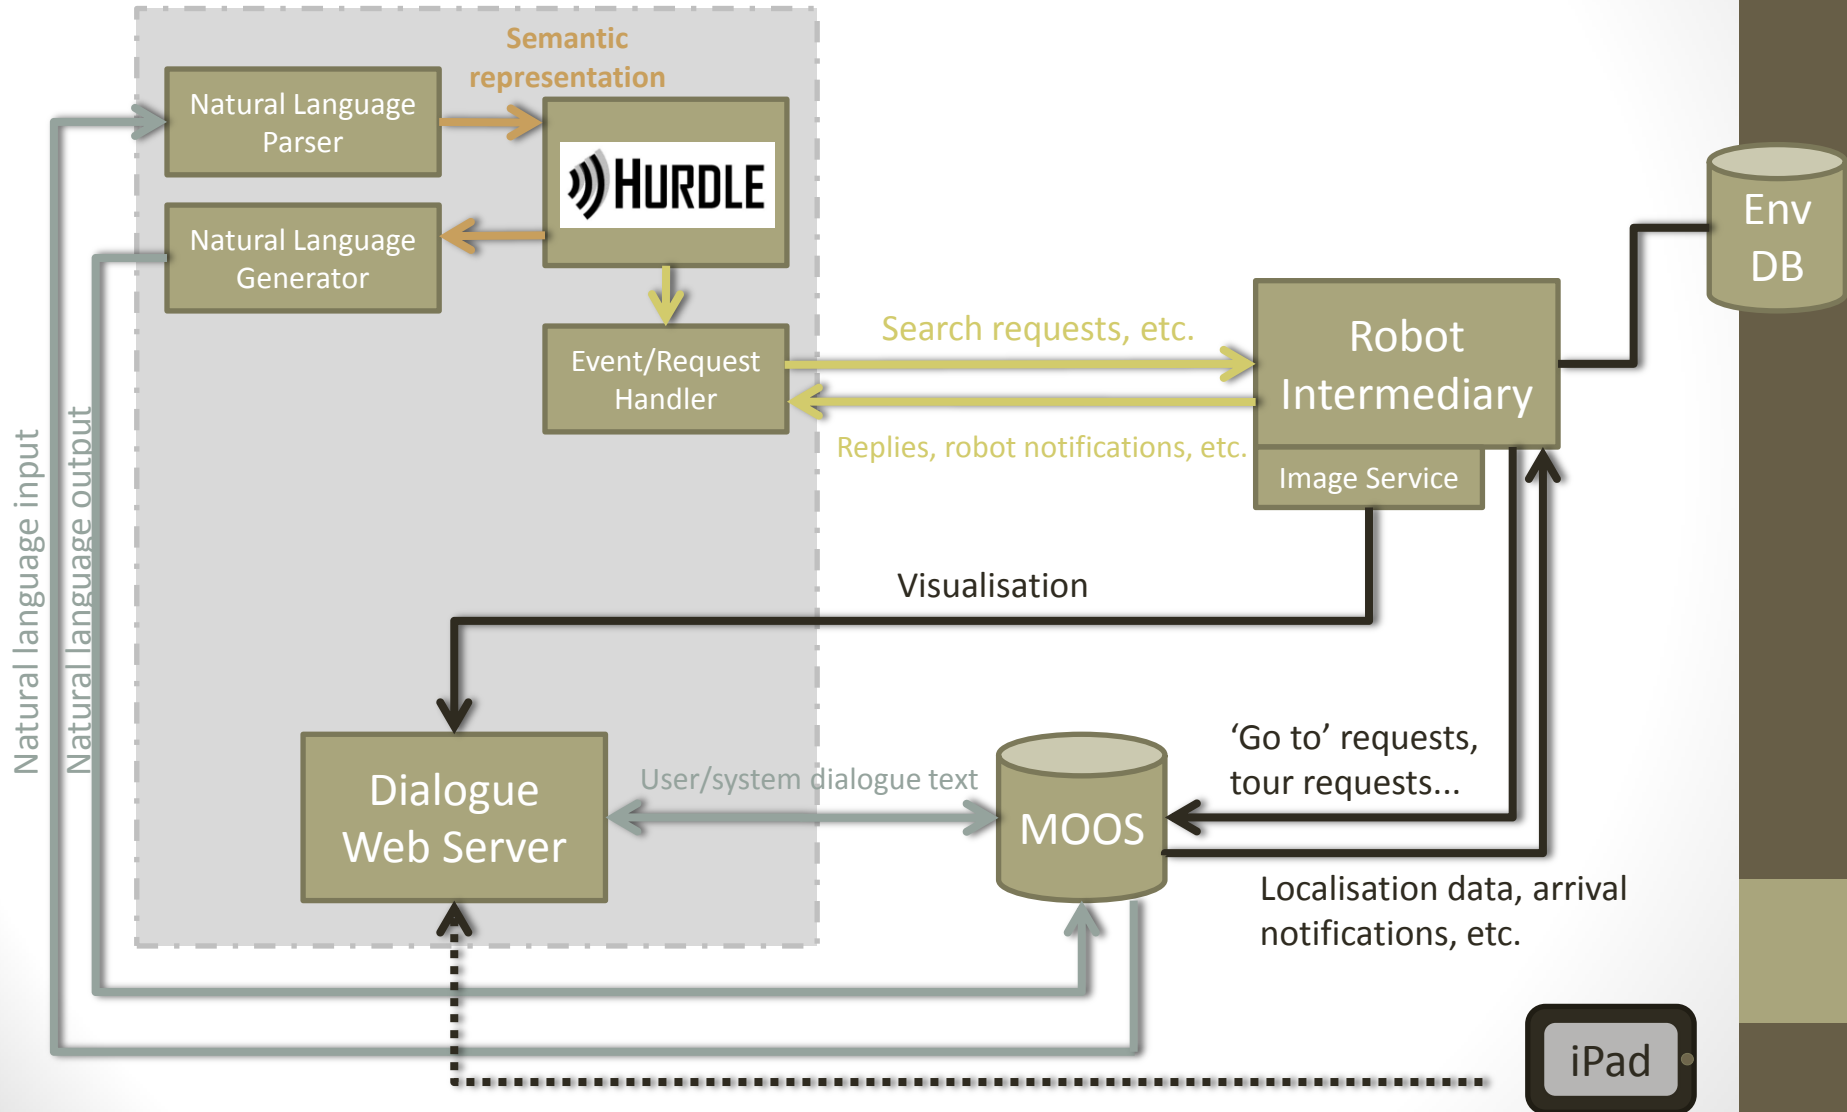 Semantic
representation
Natural Language
Parser
HURDLE
Natural Language
Generator
Event/Request
Handler
Search requests, etc.
Replies, robot notifications, etc.
Robot
Intermediary
Image Service
Env
DB
Natural language input
Natural language output
Visualisation
Dialogue
Web Server
User/system dialogue text
MOOS
‘Go to’ requests,
tour requests...
Localisation data, arrival
notifications, etc.
iPad